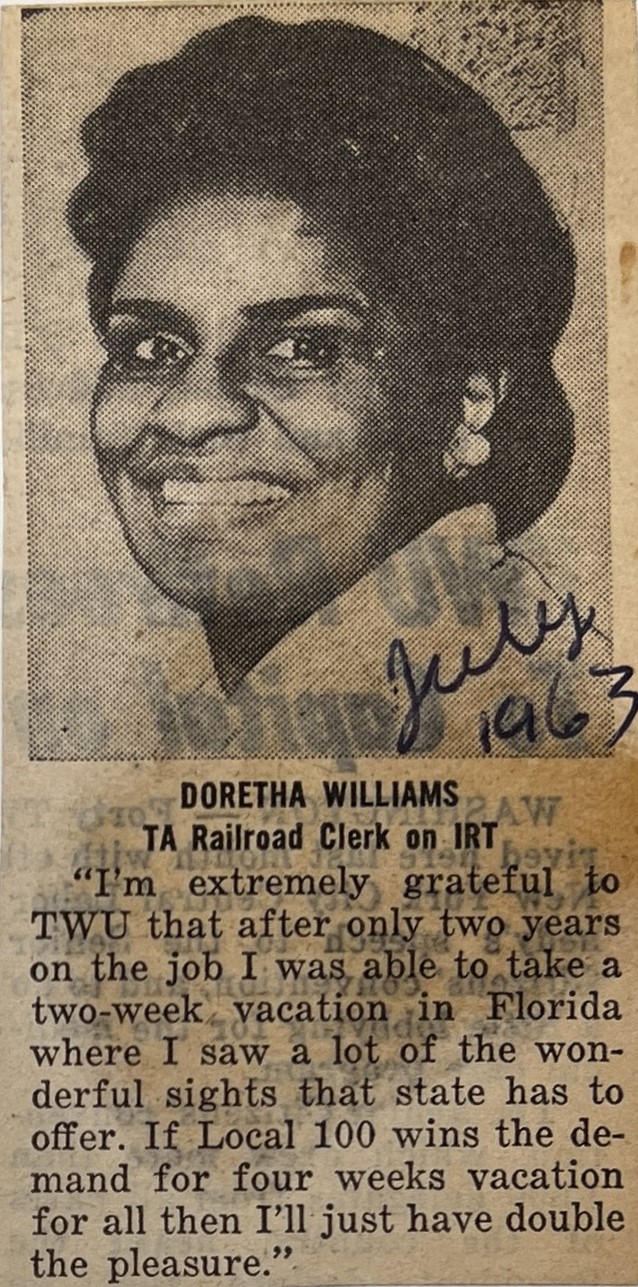 July
1963
DORETHA WILLIAMS
TA Railroad Clerk on IRT
"I'm extremely grateful to
TWU that after only two years
on the job I was able to take a
two-week vacation in Florida
where I saw a lot of the won-
derful sights that state has to
offer. If Local 100 wins the de-
mand for four weeks vacation
for all then I'll just have double
the pleasure."